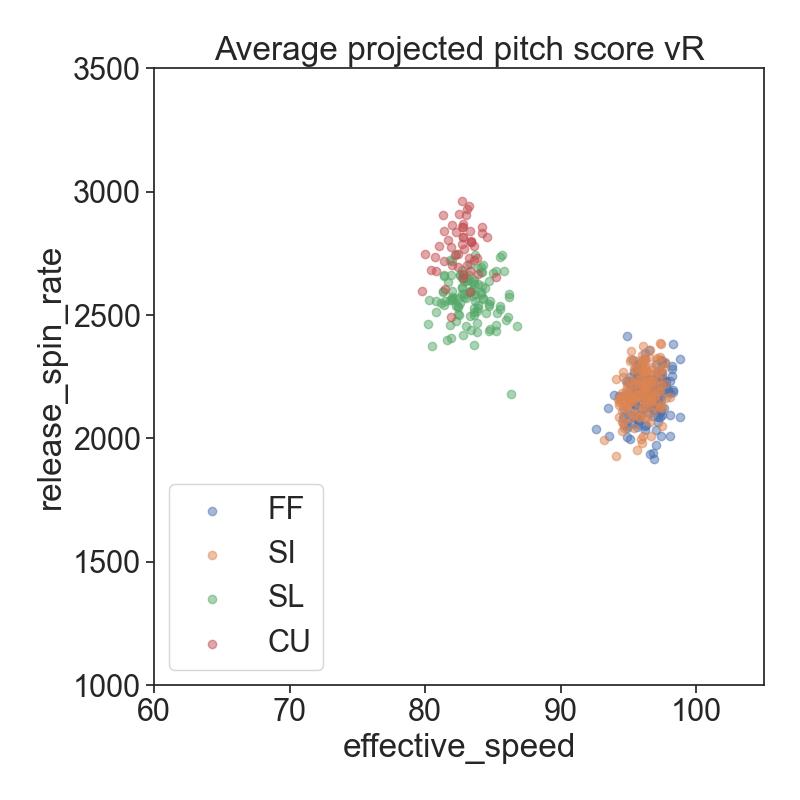 Average projected pitch score vR
3500
3000
2500
2000
1500
1000
release_spin_rate
FF
SI
SL
CU
60 70 80 90 100
effective_speed